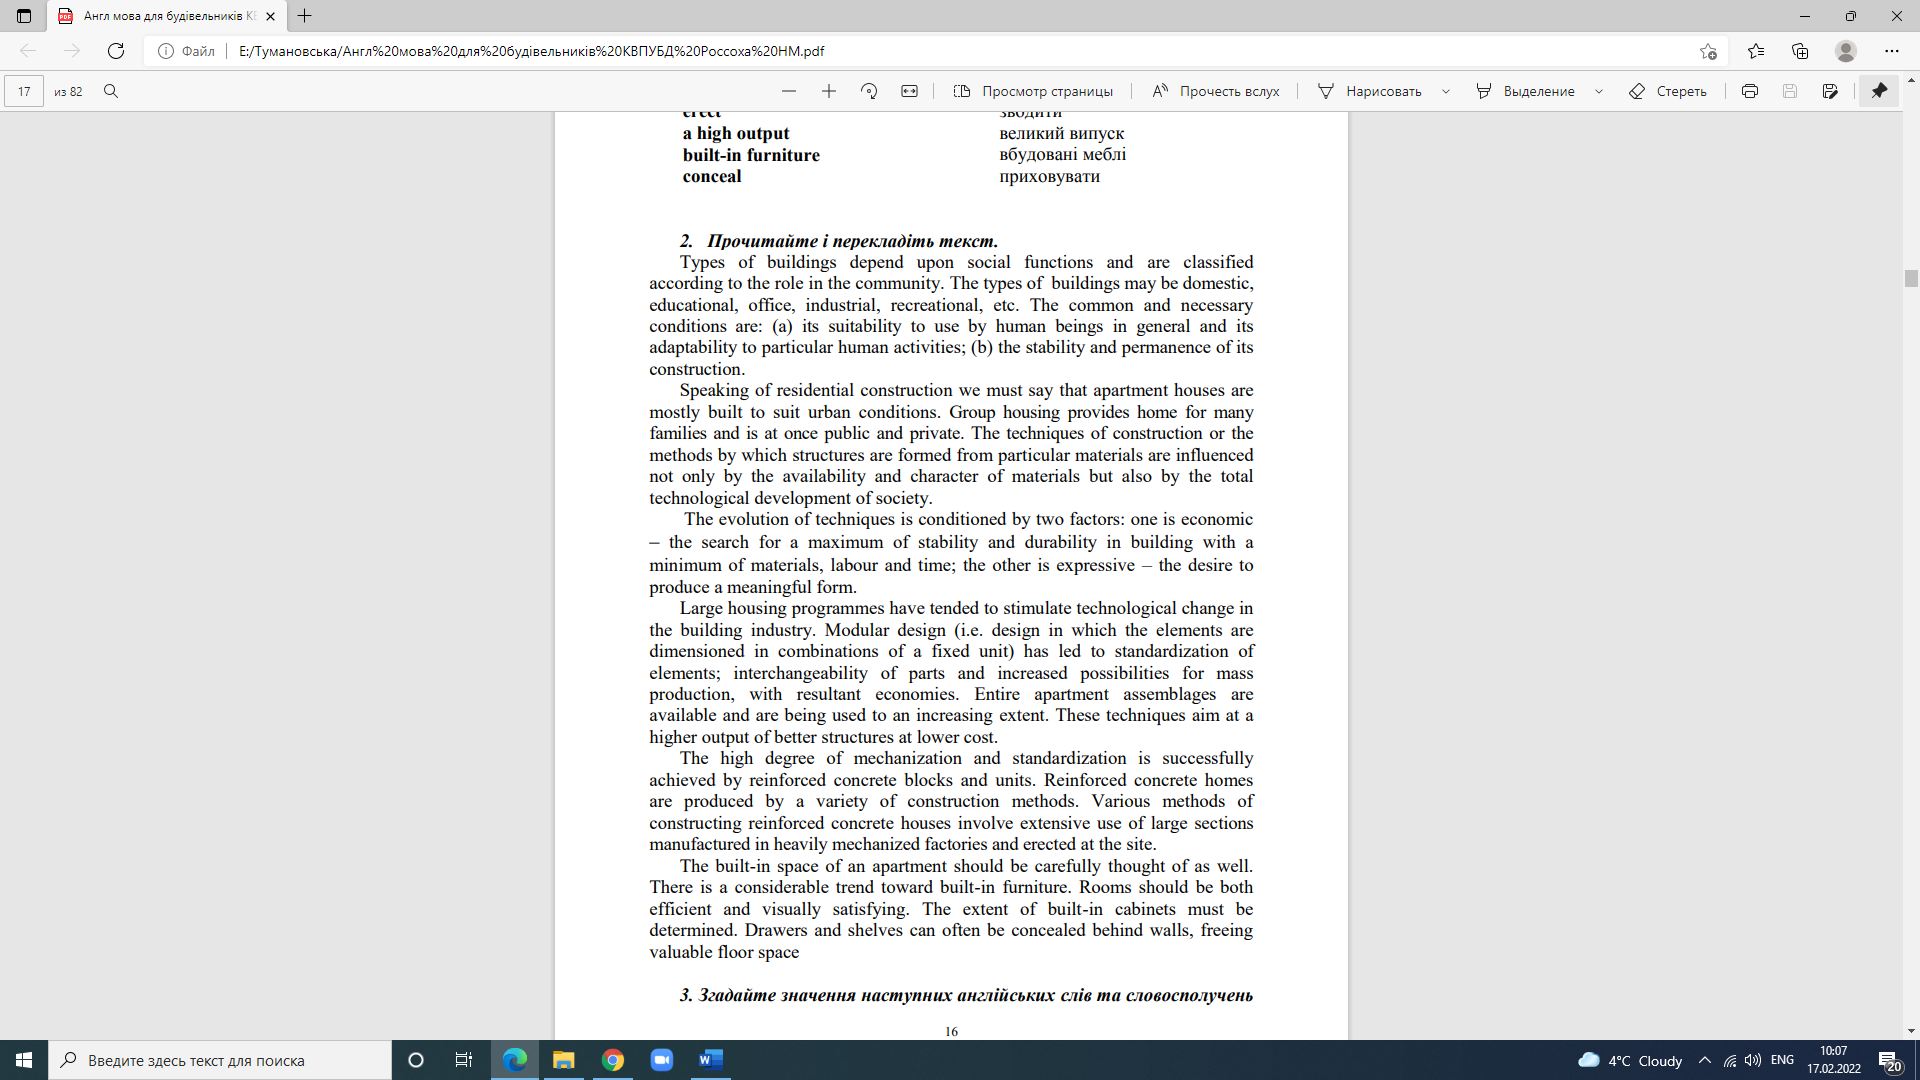 Англ мова для будівельників КВ
Файл
E:/Тумановська/Англ%20мова%20для%20будівельників%20КВПУБД%20Россоха%20НМ.pdf
17
из 82
Просмотр страницы
Прочесть вслух
Нарисовать
Выделение
Стереть
erect зводити
a high output великий випуск
built-in furniture вбудовані меблі
conceal приховувати
2. Прочитайте і перекладіть текст.
Types of buildings depend upon social functions and are classified
according to the role in the community. The types of buildings may be domestic,
educational, office, industrial, recreational, etc. The common and necessary
conditions are: (a) its suitability to use by human beings in general and its
adaptability to particular human activities; (b) the stability and permanence of its
construction.
Speaking of residential construction we must say that apartment houses are
mostly built to suit urban conditions. Group housing provides home for many
families and is at once public and private. The techniques of construction or the
methods by which structures are formed from particular materials are influenced
not only by the availability and character of materials but also by the total
technological development of society.
The evolution of techniques is conditioned by two factors: one is economic
– the search for a maximum of stability and durability in building with a
minimum of materials, labour and time; the other is expressive – the desire to
produce a meaningful form.
Large housing programmes have tended to stimulate technological change in
the building industry. Modular design (i.e. design in which the elements are
dimensioned in combinations of a fixed unit) has led to standardization of
elements; interchangeability of parts and increased possibilities for mass
production, with resultant economies. Entire apartment assemblages are
available and are being used to an increasing extent. These techniques aim at a
higher output of better structures at lower cost.
The high degree of mechanization and standardization is successfully
achieved by reinforced concrete blocks and units. Reinforced concrete homes
are produced by a variety of construction methods. Various methods of
constructing reinforced concrete houses involve extensive use of large sections
manufactured in heavily mechanized factories and erected at the site.
The built-in space of an apartment should be carefully thought of as well.
There is a considerable trend toward built-in furniture. Rooms should be both
efficient and visually satisfying. The extent of built-in cabinets must be
determined. Drawers and shelves can often be concealed behind walls, freeing
valuable floor space
3. Згадайте значення наступних англійських слів та словосполучень
16
Введите здесь текст для поиска
4°C Cloudy
ENG
10:07
17.02.2022
20